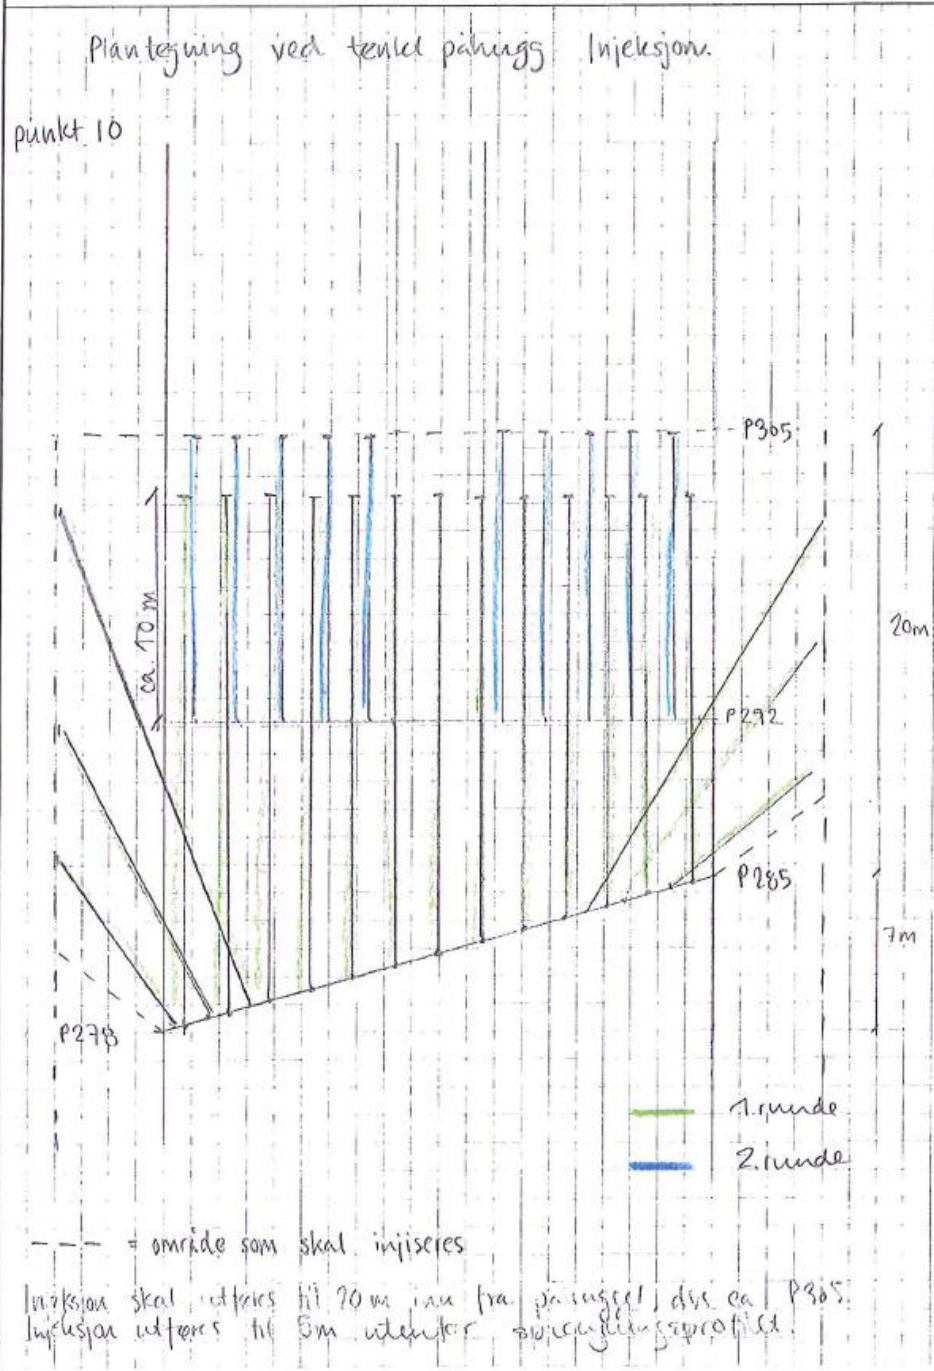 Plantegning ved tenkt påhugg Injeksjon.
punkt 10
P305
ca. 10 m
20m
P292
P285
7m
P278
1. runde
2. runde
---- = område som skal injiseres
Injeksjon skal utføres til 20 m inn fra påhugget, dvs ca P305.
Injeksjon utføres til 5m utenfor sprengningsprofilet.